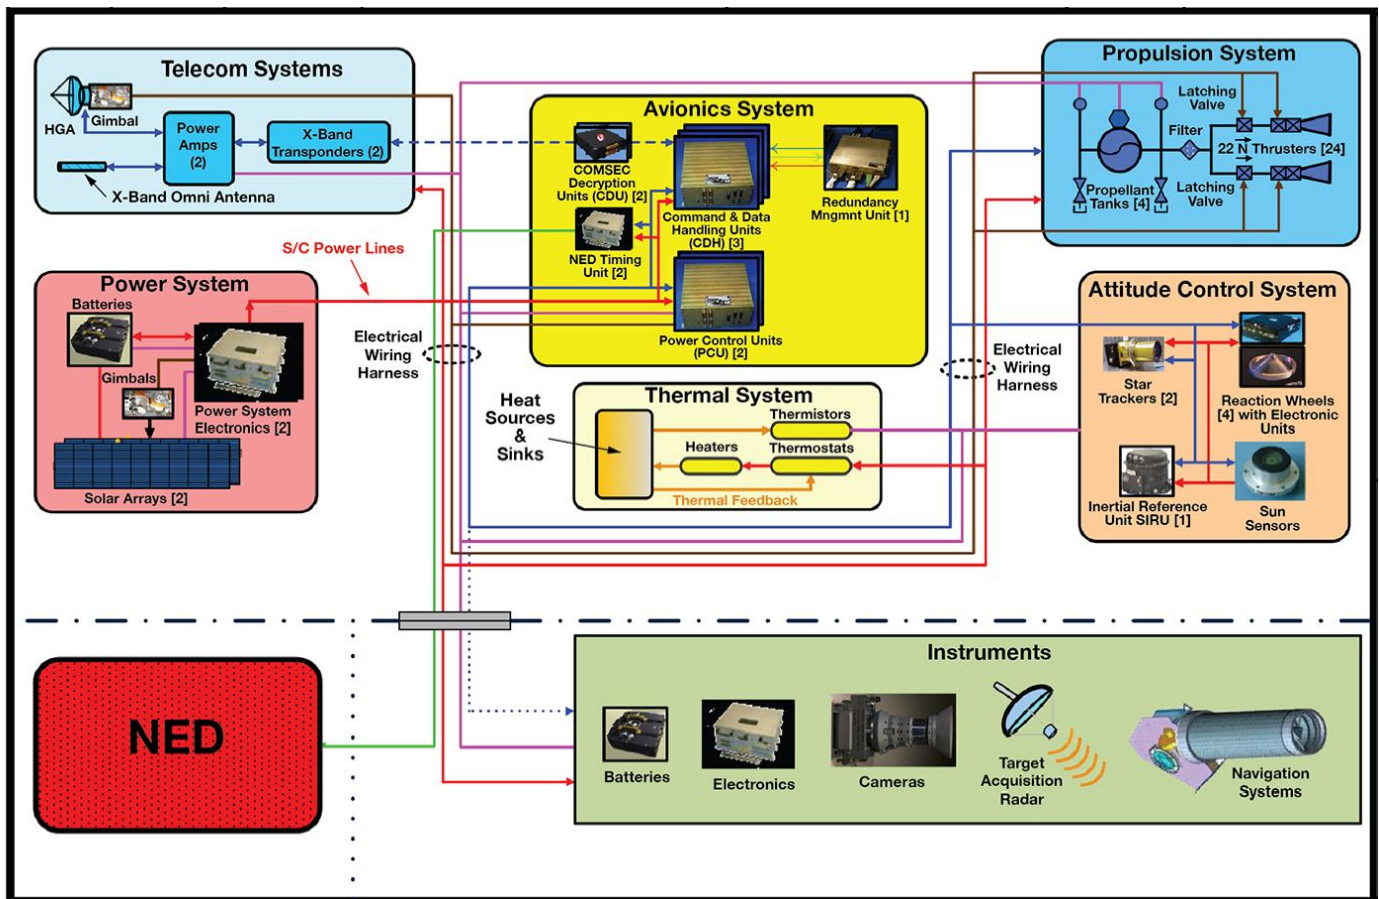 Telecom Systems
HGA
Gimbal
Power
Amps
(2)
X-Band
Transponders (2)
X-Band Omni Antenna
Avionics System
COMSEC
Decryption
Units (CDU) [2]
Command & Data
Handling Units
(CDH) [3]
Redundancy
Mngmnt Unit [1]
NED Timing
Unit [2]
Power Control Units
(PCU) [2]
Propulsion System
Latching
Valve
Filter
22 N Thrusters [24]
Propellant
Tanks [4]
Latching
Valve
S/C Power Lines
Power System
Batteries
Gimbals
Power System
Electronics [2]
Solar Arrays [2]
Electrical
Wiring
Harness
Heat
Sources
&
Sinks
Thermal System
Thermistors
Heaters
Thermostats
Thermal Feedback
Electrical
Wiring
Harness
Attitude Control System
Star
Trackers [2]
Reaction Wheels
[4] with Electronic
Units
Inertial Reference
Unit SIRU [1]
Sun
Sensors
NED
Instruments
Batteries
Electronics
Cameras
Target
Acquisition
Radar
Navigation
Systems